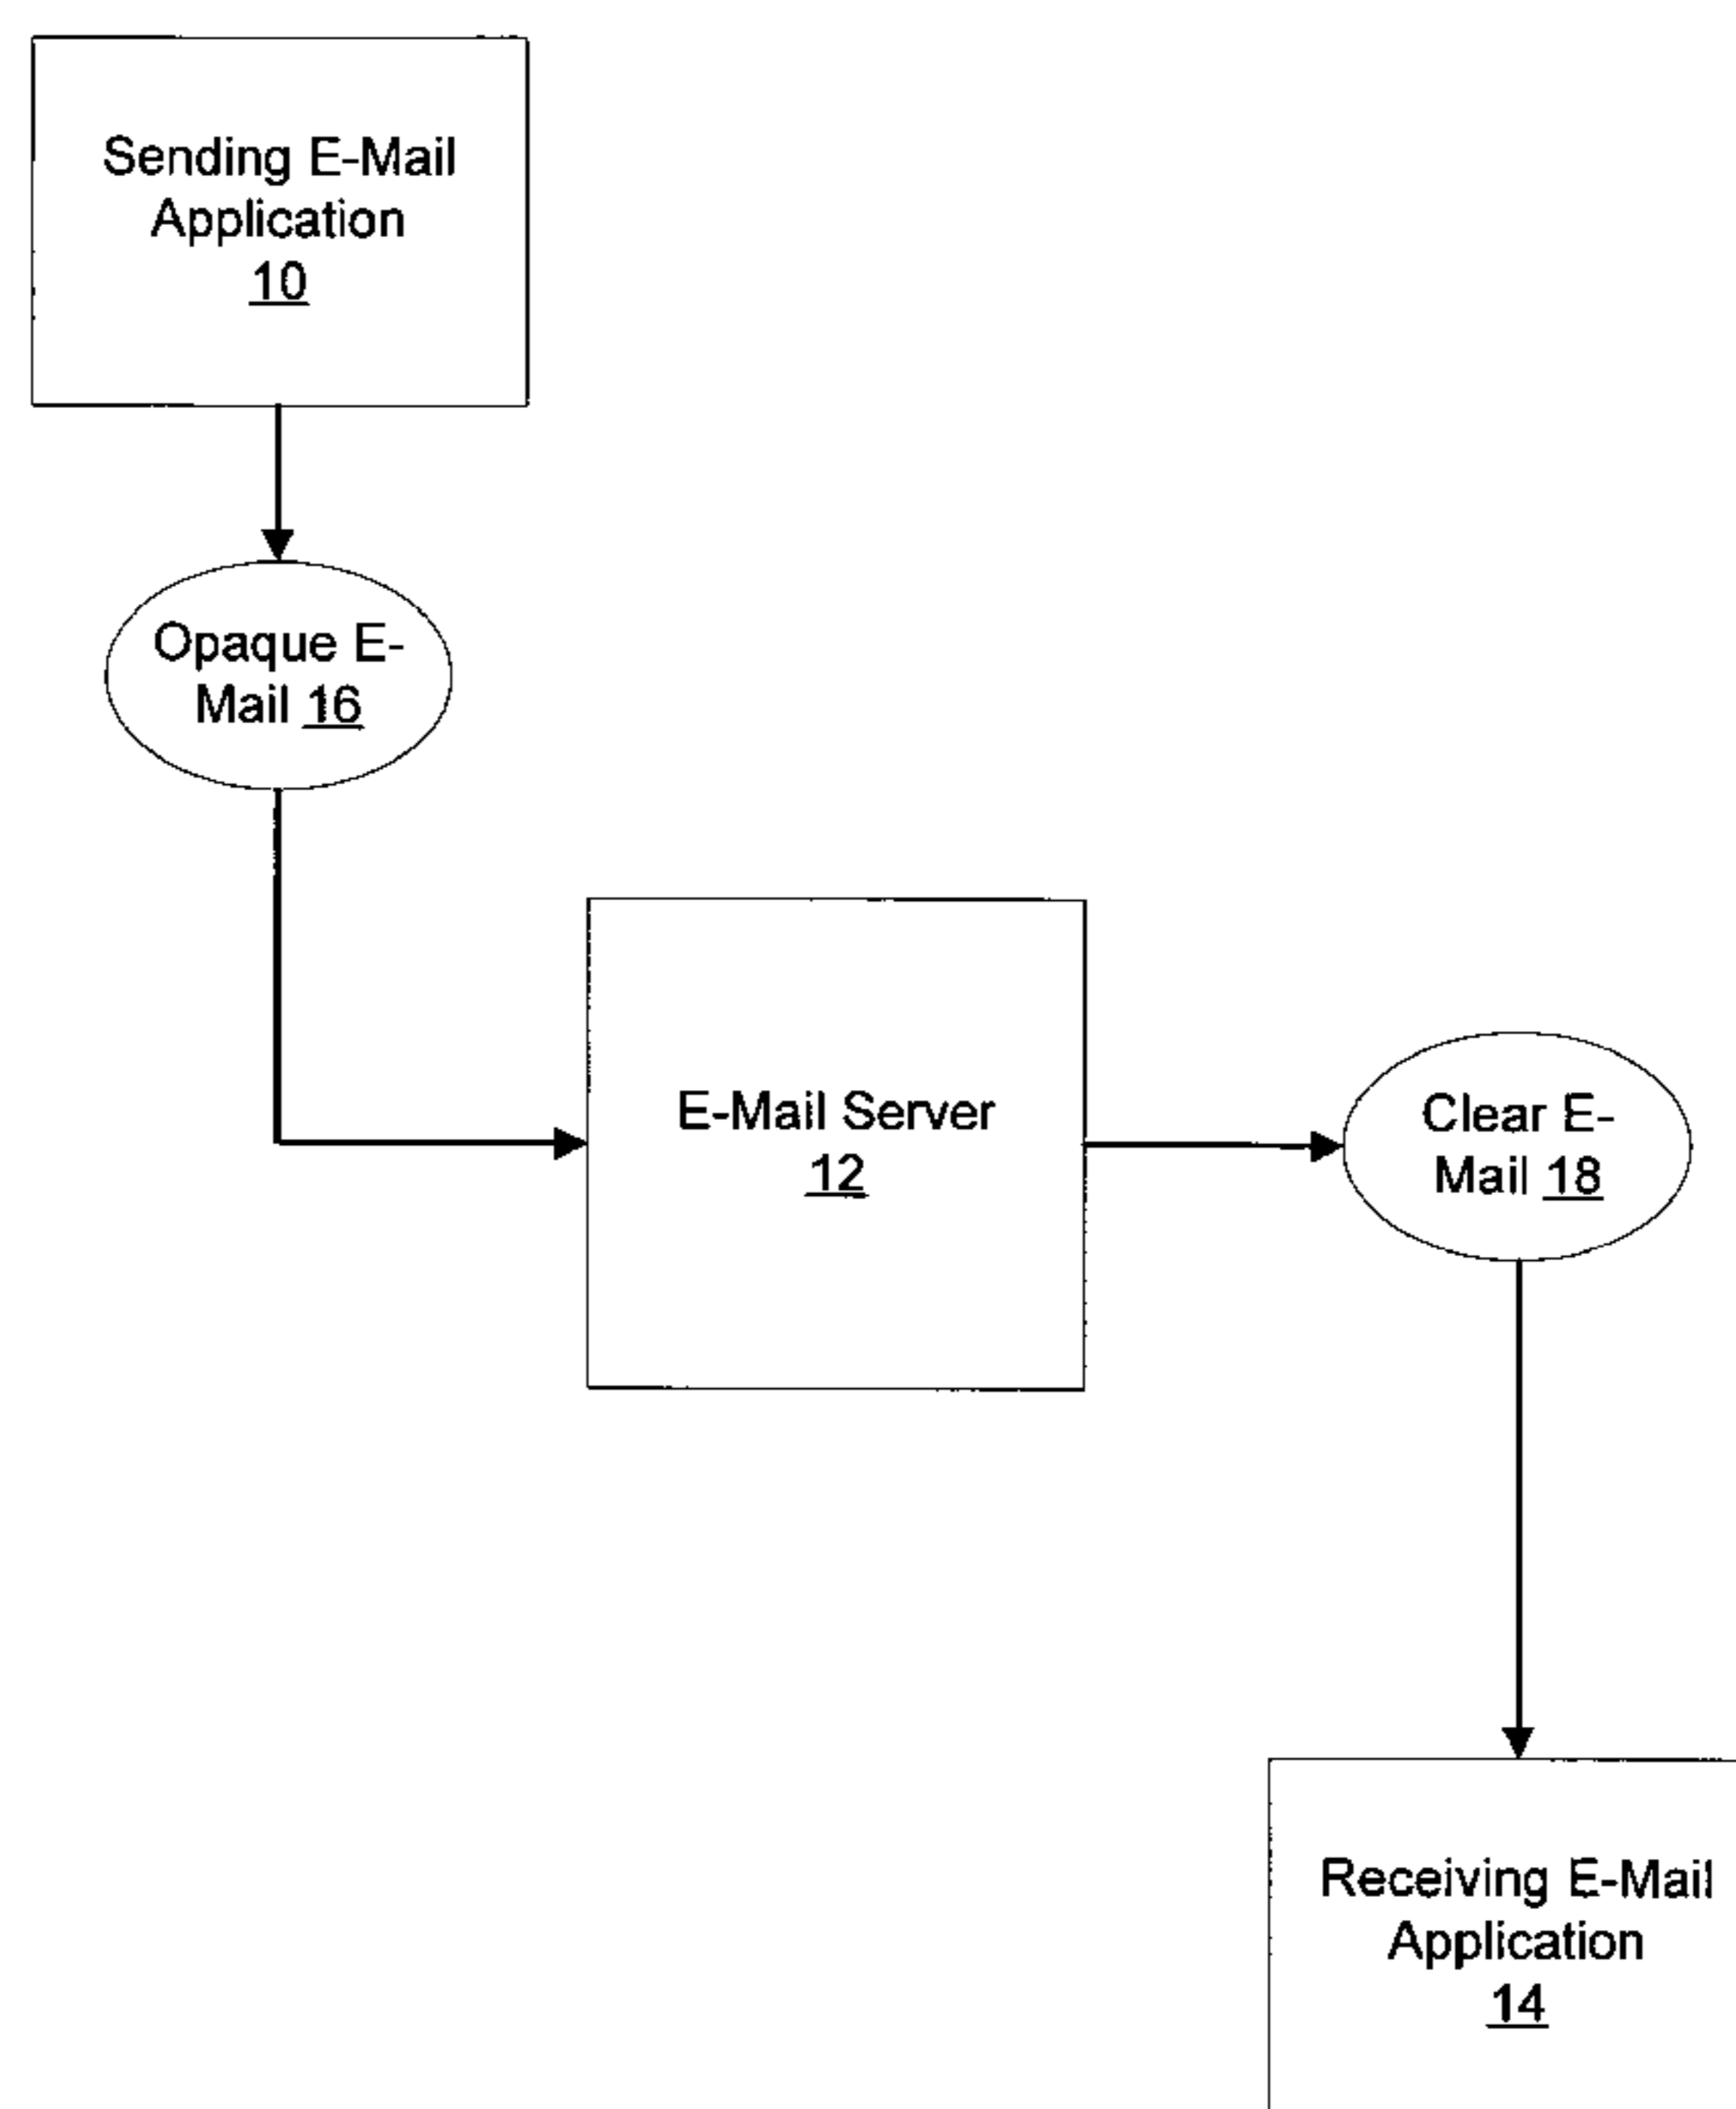 Sending E-Mail
Application
10
Opaque E-
Mail 16
E-Mail Server
12
Clear E-
Mail 18
Receiving E-Mail
Application
14